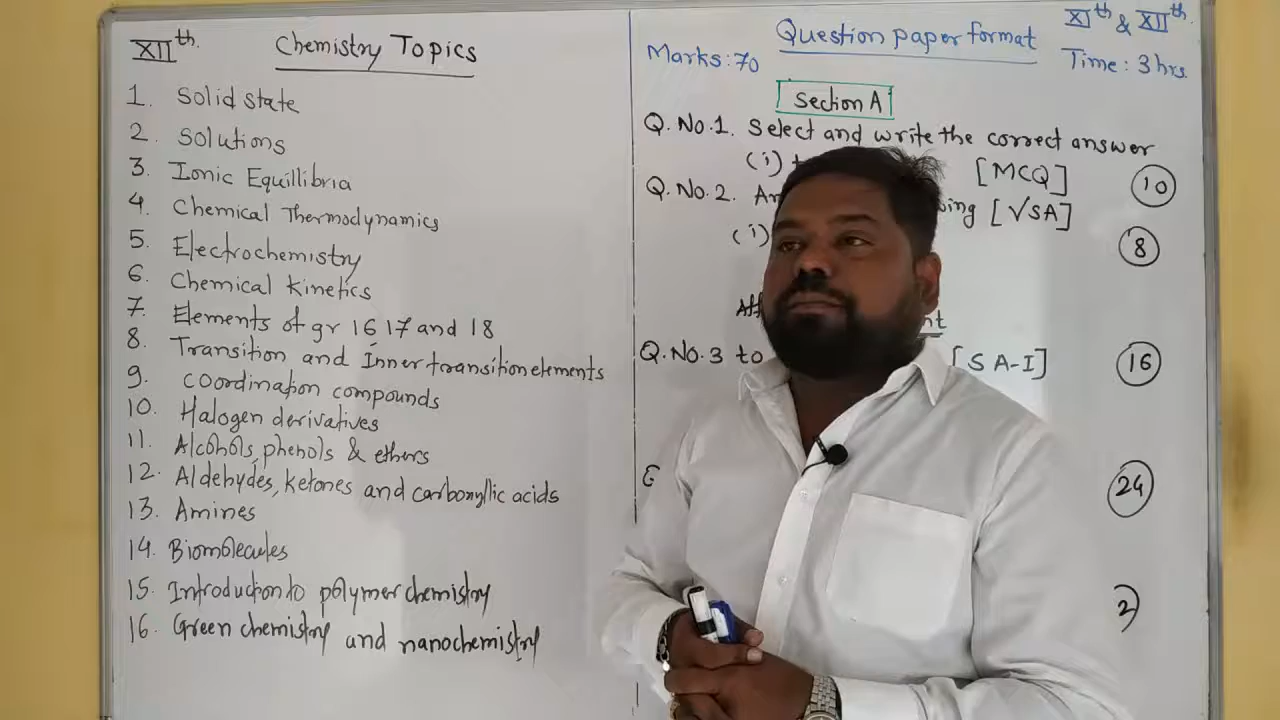 XIIth.
Chemistry Topics
1. Solid state
2. Solutions
3. Ionic Equillibria
4. Chemical Thermodynamics
5. Electrochemistry
6. Chemical kinetics
7. Elements of gr 16 17 and 18
8. Transition and Inner transition elements
9. Coordination compounds
10. Halogen derivatives
11. Alcohols, phenols & ethers
12. Aldehydes, ketones and carboxyllic acids
13. Amines
14. Biomolecules
15. Introduction to polymer chemistry
16. Green chemistry and nanochemistry
Question paper format
XIth & XIIth.
Marks: 70
Time: 3 hrs.
Section A
Q. No. 1. Select and write the correct answer
(i) [MCQ] 10
Q. No. 2. [VSA]
(i) 8
Q. No. 3 to [SA-I] 16
24